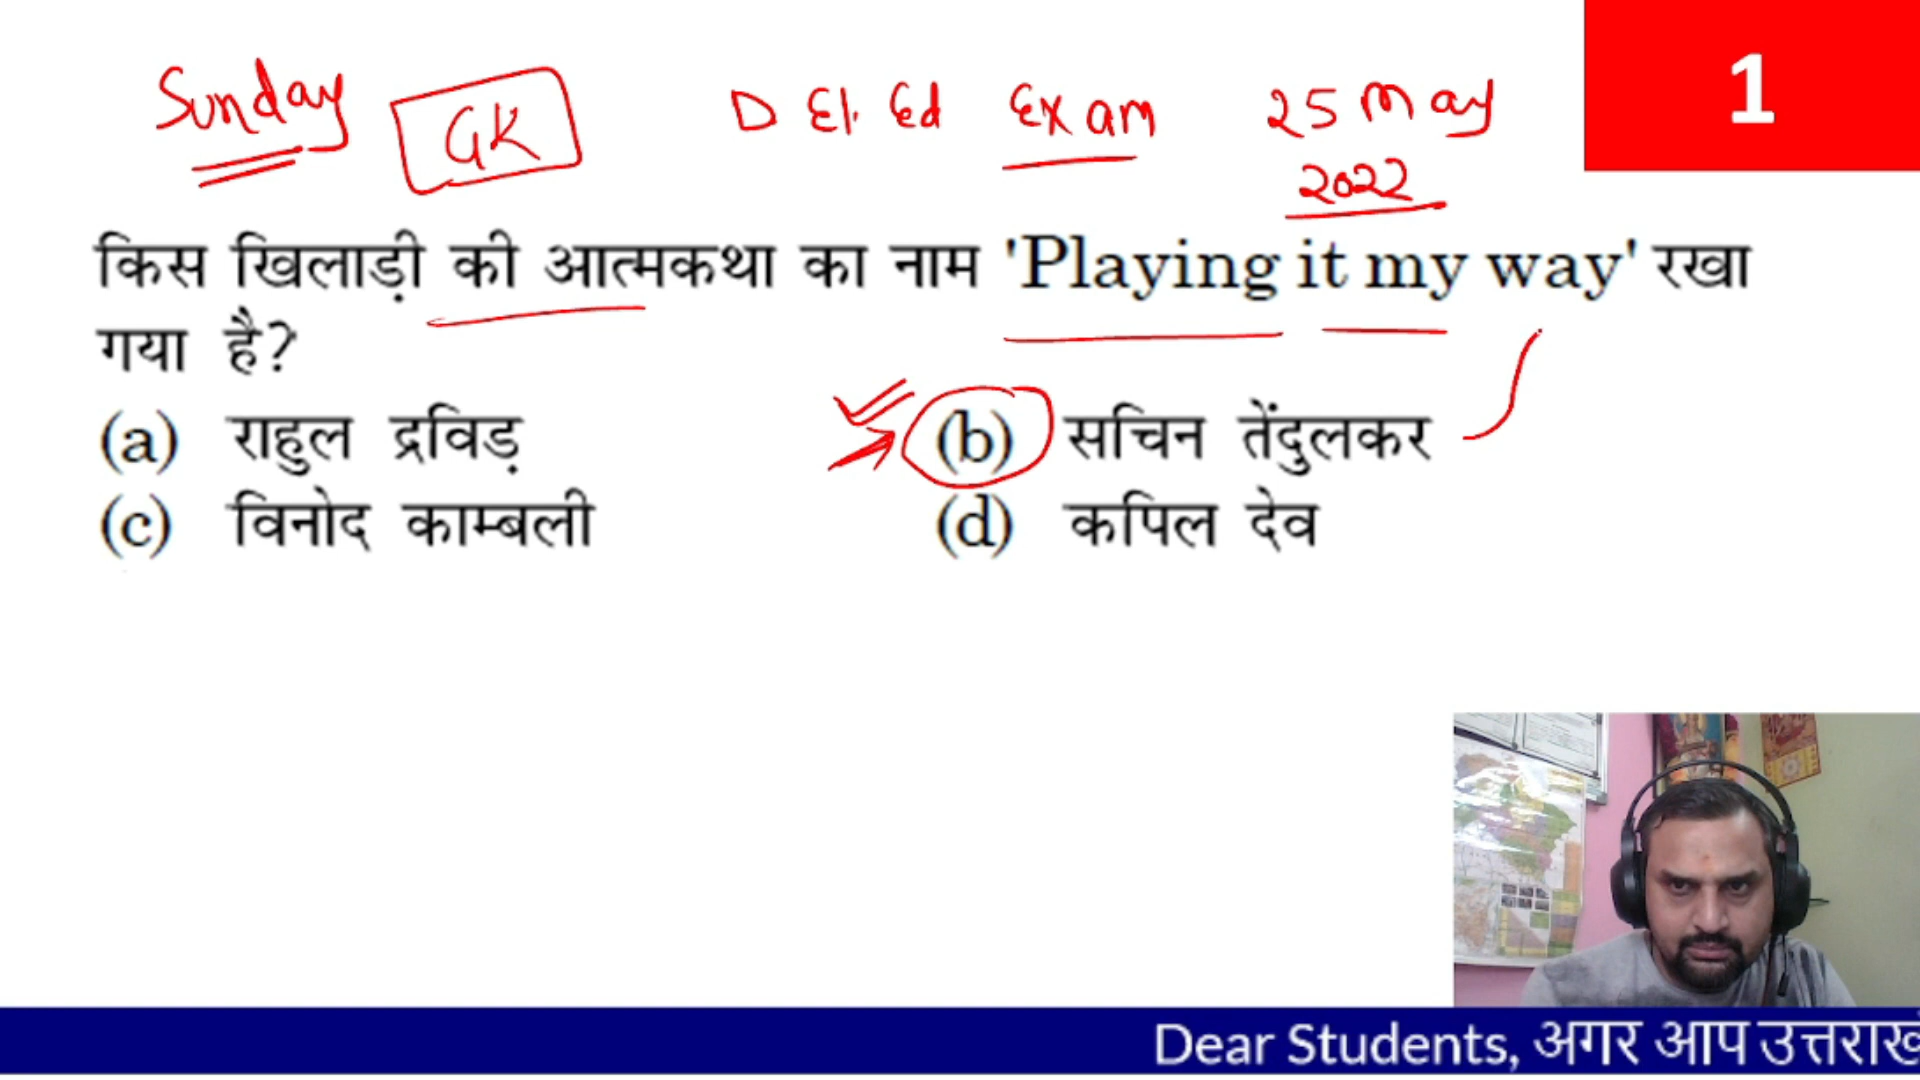 Sunday GK D El. Ed Exam 25 May
2022
1
किस खिलाड़ी की आत्मकथा का नाम 'Playing it my way' रखा
गया है?
(a) राहुल द्रविड़ (b) सचिन तेंदुलकर
(c) विनोद काम्बली (d) कपिल देव
Dear Students, अगर आप उत्तराखं